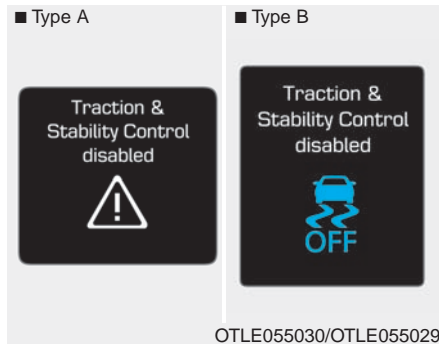 ■ Type A
Traction &
Stability Control
disabled
■ Type B
Traction &
Stability Control
disabled
OFF
OTLE055030/OTLE055029